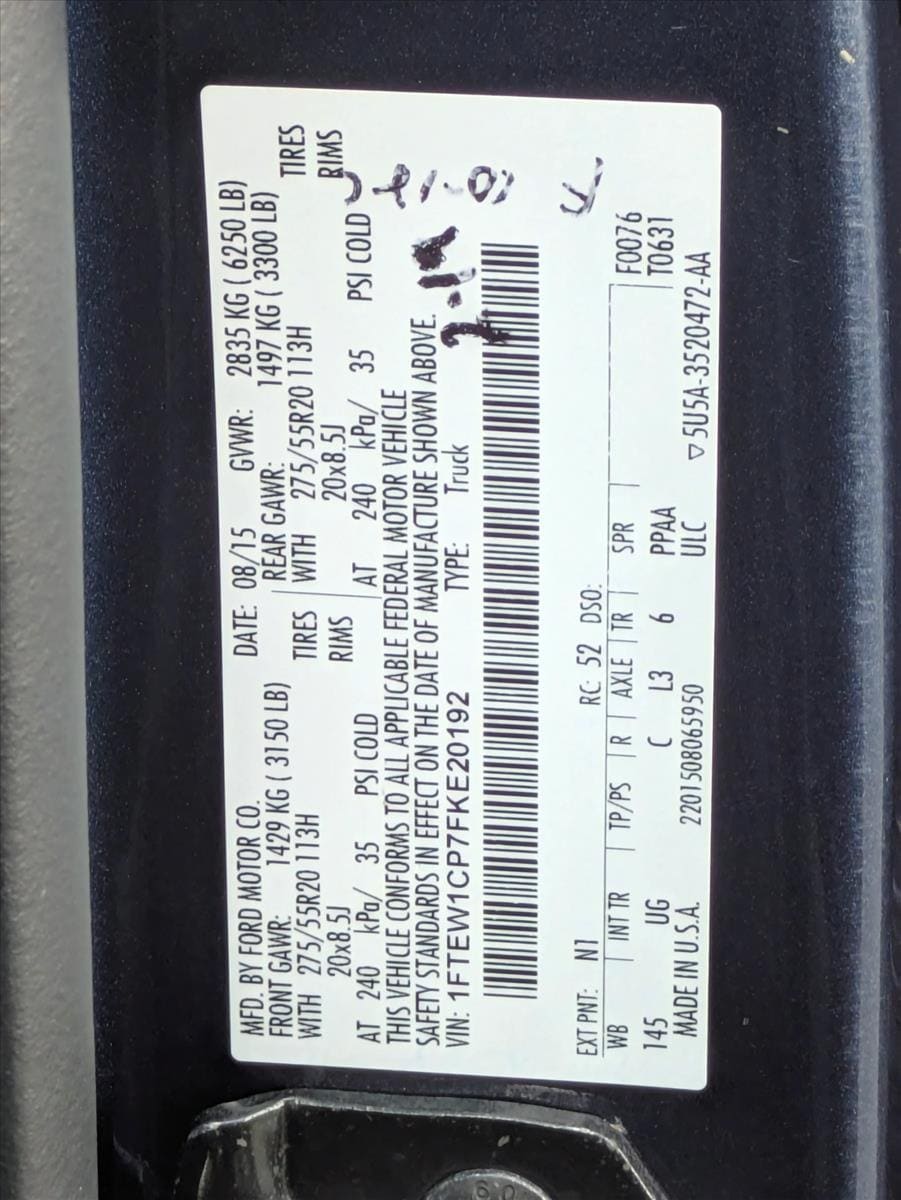 MFD. BY FORD MOTOR CO. DATE: 08/15 GVWR: 2835 KG ( 6250 LB)
FRONT GAWR: 1429 KG ( 3150 LB) REAR GAWR: 1497 KG ( 3300 LB)
WITH 275/55R20 113H TIRES WITH 275/55R20 113H TIRES
20x8.5J RIMS 20x8.5J RIMS
AT 240 kPa/ 35 PSI COLD AT 240 kPa/ 35 PSI COLD
THIS VEHICLE CONFORMS TO ALL APPLICABLE FEDERAL MOTOR VEHICLE
SAFETY STANDARDS IN EFFECT ON THE DATE OF MANUFACTURE SHOWN ABOVE.
VIN: 1FTEW1CP7FKE20192 TYPE: Truck
EXT PNT: N1 RC: 52 DSO:
WB INT TR TP/PS R AXLE TR SPR F0076
145 UG C L3 6 PPAA T0631
MADE IN U.S.A. 2201508065950 ULC ▽5U5A-3520472-AA